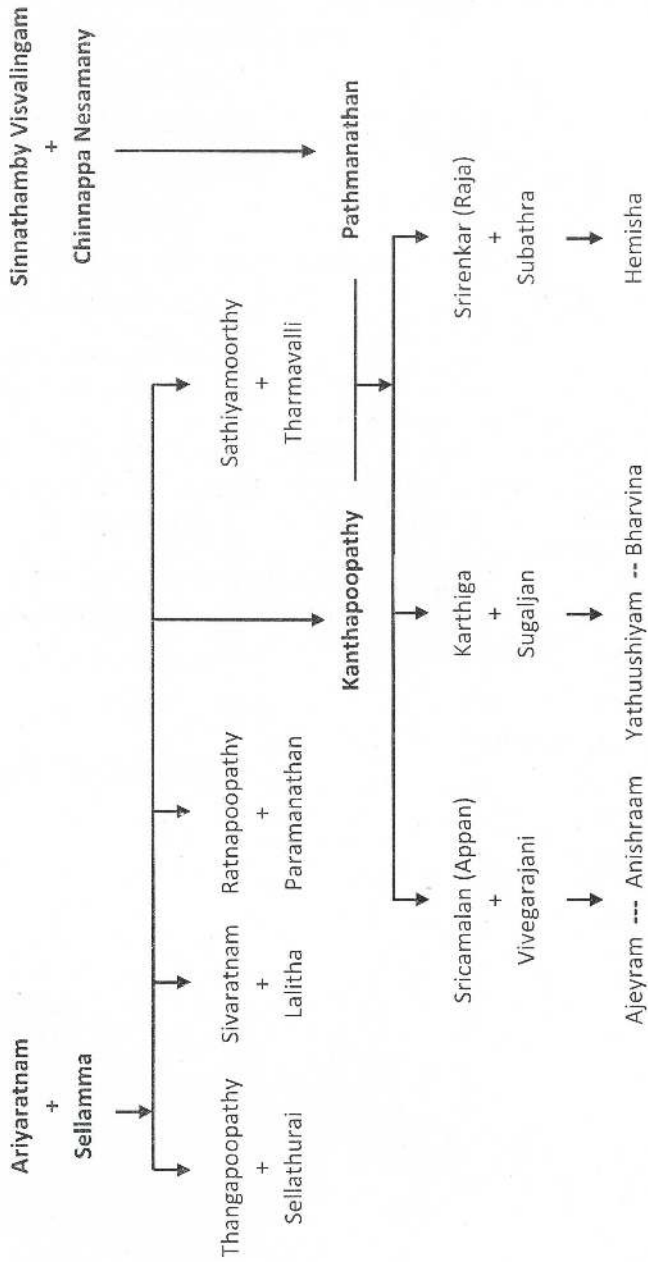 Ariyaratnam
+
Sellamma
Sinnathamby Visvalingam
+
Chinnappa Nesamany
Thangapoopathy
+
Sellathurai
Sivaratnam
+
Lalitha
Ratnapoopathy
+
Paramanathan
Sathiyamoorthy
+
Tharmavalli
Kanthapoopathy
Pathmanathan
Sricamalan (Appan)
+
Vivegarajani
Karthiga
+
Sugaljan
Srirenkar (Raja)
+
Subathra
Ajeyram --- Anishraam
Yathuushiyam -- Bharvina
Hemisha